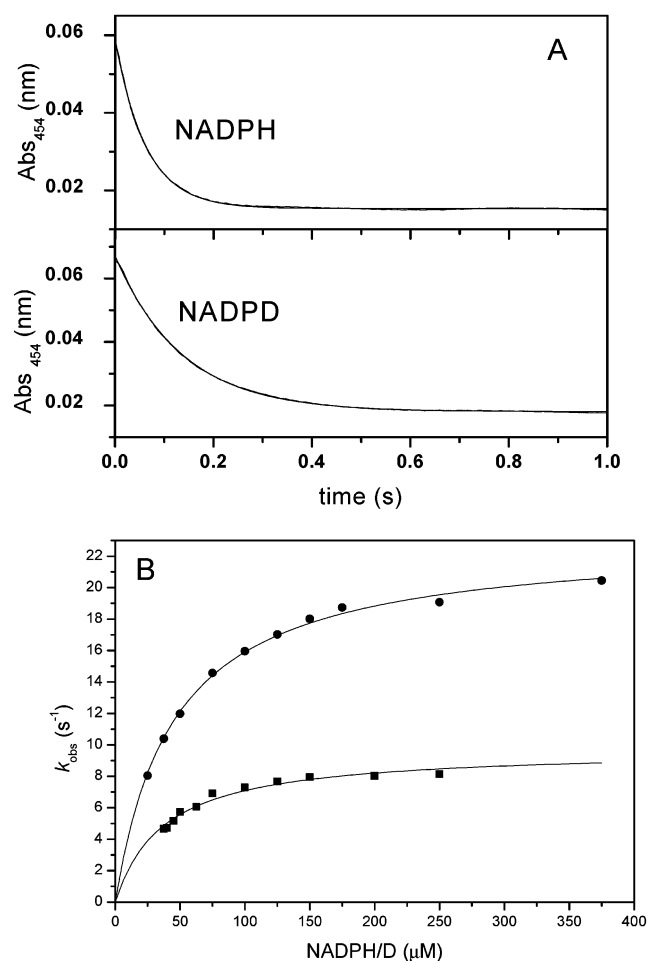 A
0.06
0.04
0.02
Abs454 (nm)
NADPH
0.06
0.04
0.02
Abs 454 (nm)
NADPD
0.0 0.2 0.4 0.6 0.8 1.0
time (s)
B
22
20
18
16
14
12
10
8
6
4
2
0
kobs (s-1)
0 50 100 150 200 250 300 350 400
NADPH/D (μM)